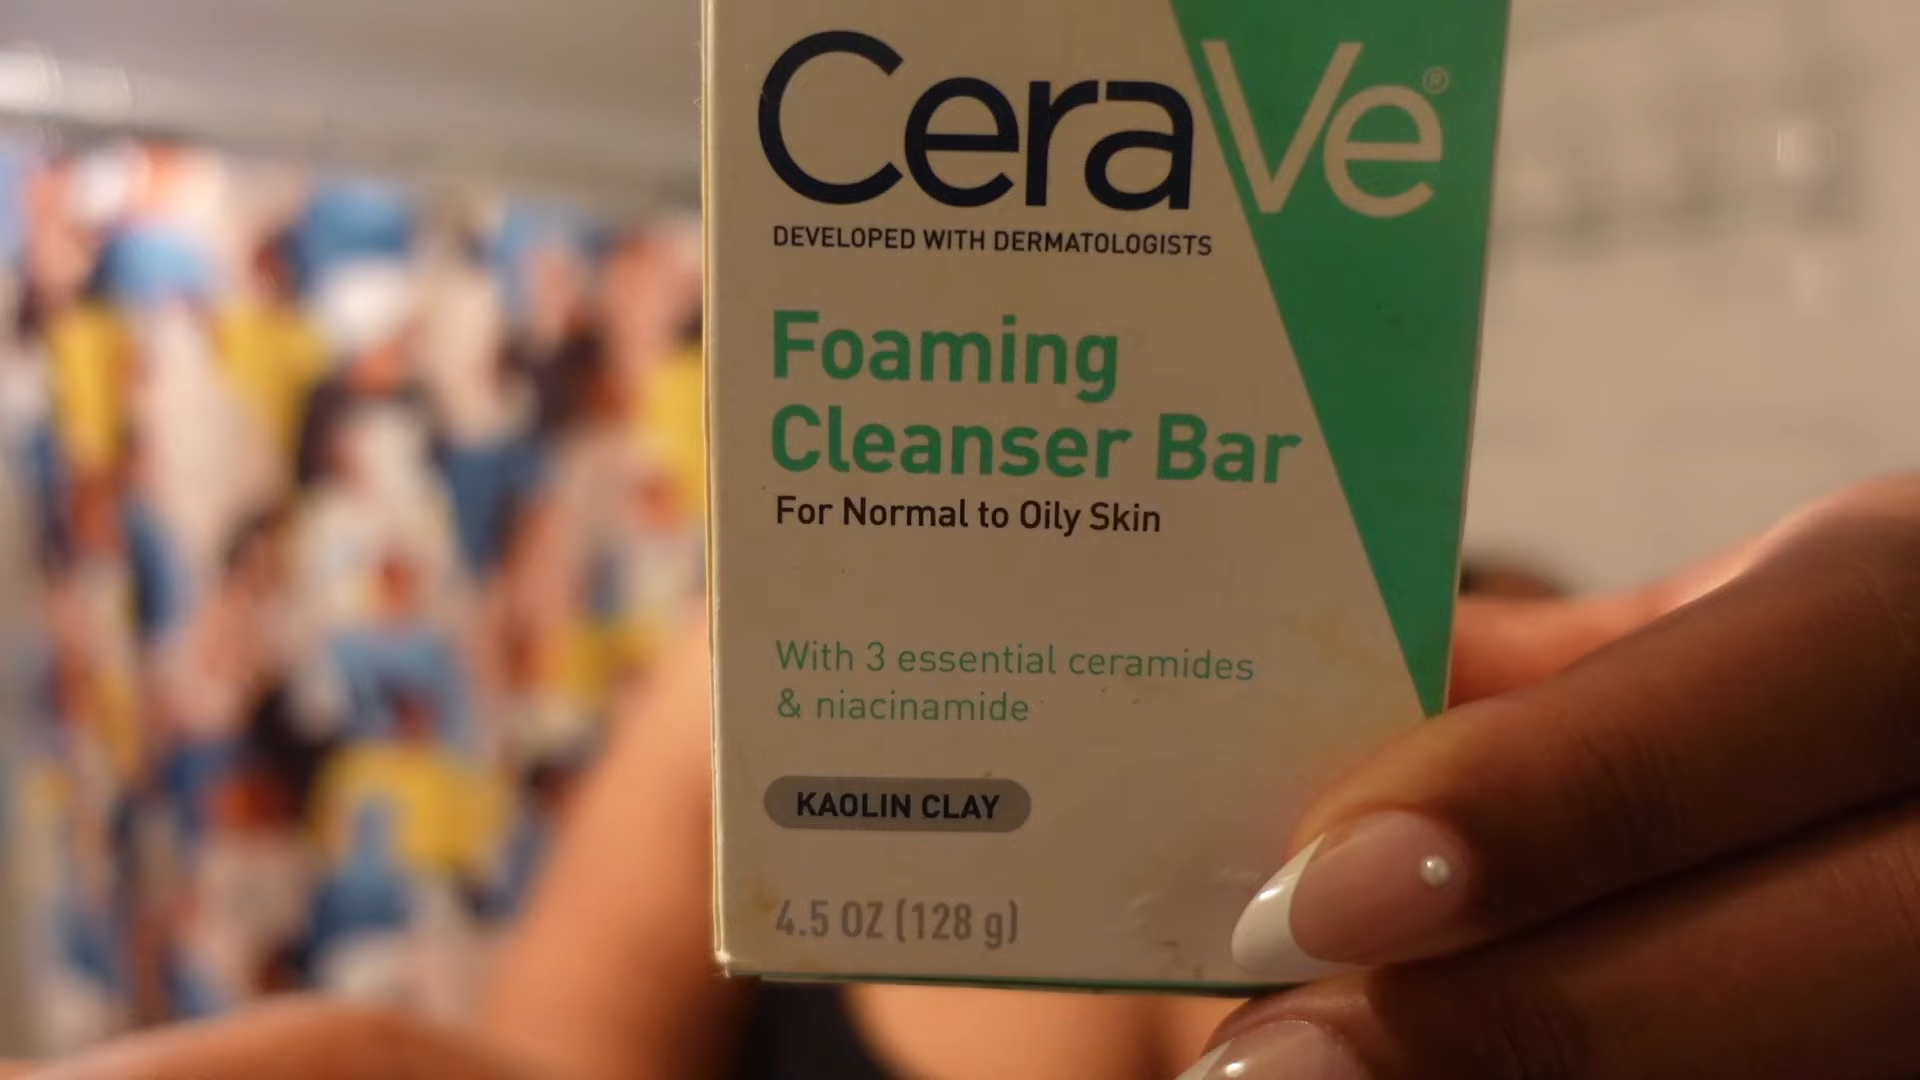 CeraVe®
DEVELOPED WITH DERMATOLOGISTS
Foaming
Cleanser Bar
For Normal to Oily Skin
With 3 essential ceramides
& niacinamide
KAOLIN CLAY
4.5 OZ (128 g)